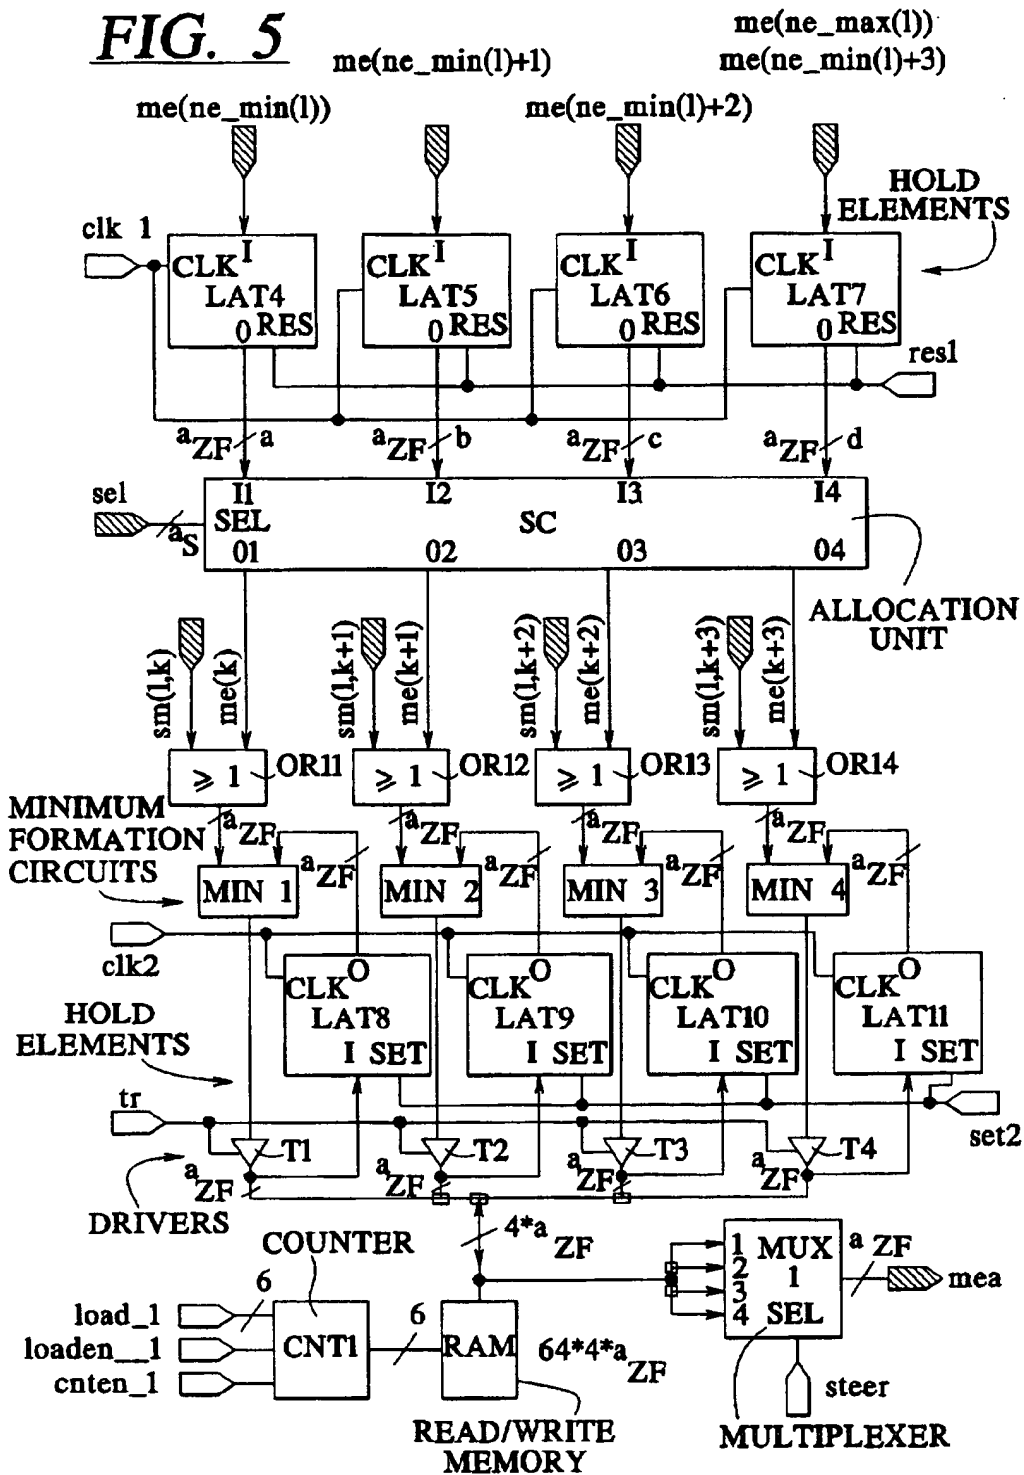 FIG. 5
me(ne_max(l))
me(ne_min(l)+1)
me(ne_min(l)+3)
me(ne_min(l))
me(ne_min(l)+2)
HOLD
ELEMENTS
clk 1
CLK I
LAT4
0 RES
CLK I
LAT5
0 RES
CLK I
LAT6
0 RES
CLK I
LAT7
0 RES
res1
aZF a
aZF b
aZF c
aZF d
sel
aS
I1 I2 I3 I4
SEL SC
01 02 03 04
ALLOCATION
UNIT
sm(l,k)
me(k)
sm(l,k+1)
me(k+1)
sm(l,k+2)
me(k+2)
sm(l,k+3)
me(k+3)
≥ 1 OR11
≥ 1 OR12
≥ 1 OR13
≥ 1 OR14
MINIMUM
FORMATION
CIRCUITS
aZF aZF aZF aZF
aZF aZF aZF aZF
MIN 1 MIN 2 MIN 3 MIN 4
clk2
CLK O
LAT8
I SET
CLK O
LAT9
I SET
CLK O
LAT10
I SET
CLK O
LAT11
I SET
HOLD
ELEMENTS
tr
set2
T1 T2 T3 T4
aZF aZF aZF aZF
DRIVERS
COUNTER
4*aZF
1 MUX
2 1
3
4 SEL
aZF
mea
load_1
6
loaden__1
cnten_1
CNT1
6
RAM
64*4*aZF
steer
READ/WRITE
MEMORY
MULTIPLEXER